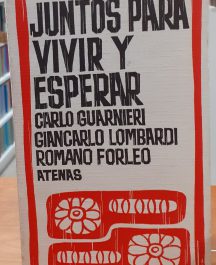 JUNTOS PARA
VIVIR Y
ESPERAR
CARLO GUARNIERI
GIANCARLO LOMBARDI
ROMANO FORLEO
ATENAS